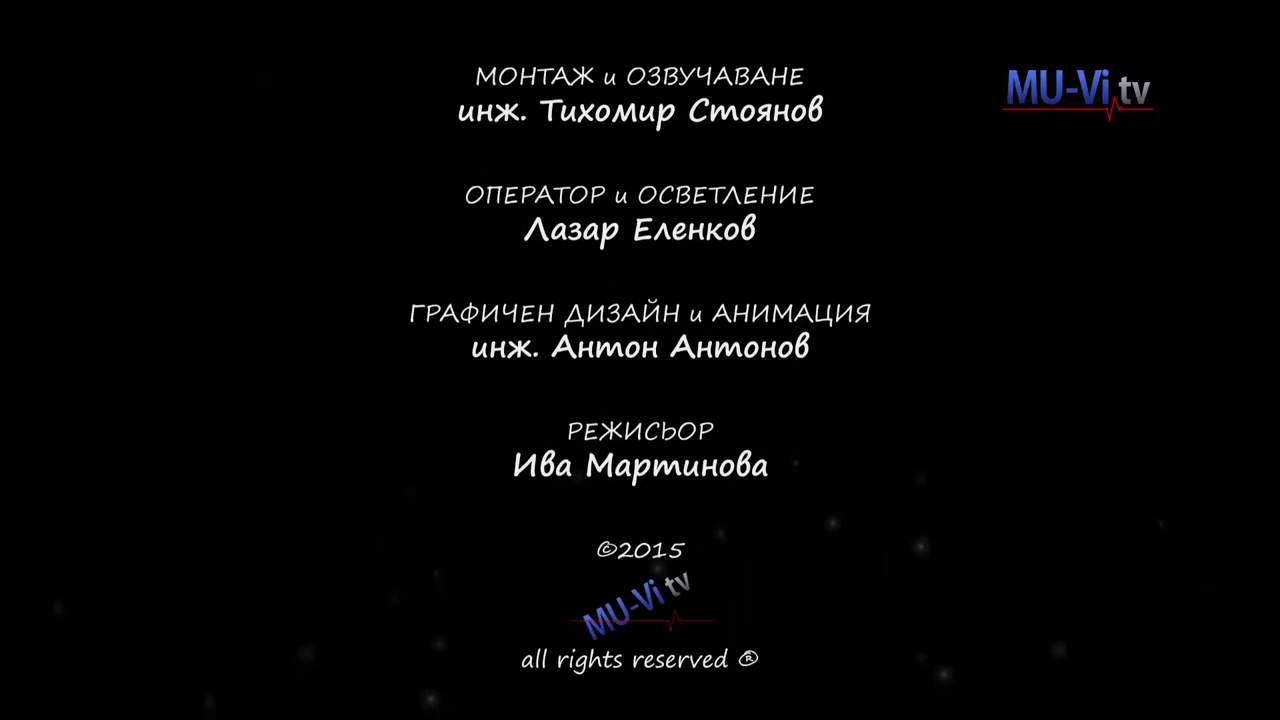 МОНТАЖ и ОЗВУЧАВАНЕ
MU-Vi tv
инж. Тихомир Стоянов
ОПЕРАТОР и ОСВЕТЛЕНИЕ
Лазар Еленков
ГРАФИЧЕН ДИЗАЙН и АНИМАЦИЯ
инж. Антон Антонов
РЕЖИСЬОР
Ива Мартинова
©2015
MU-Vi tv
all rights reserved ®